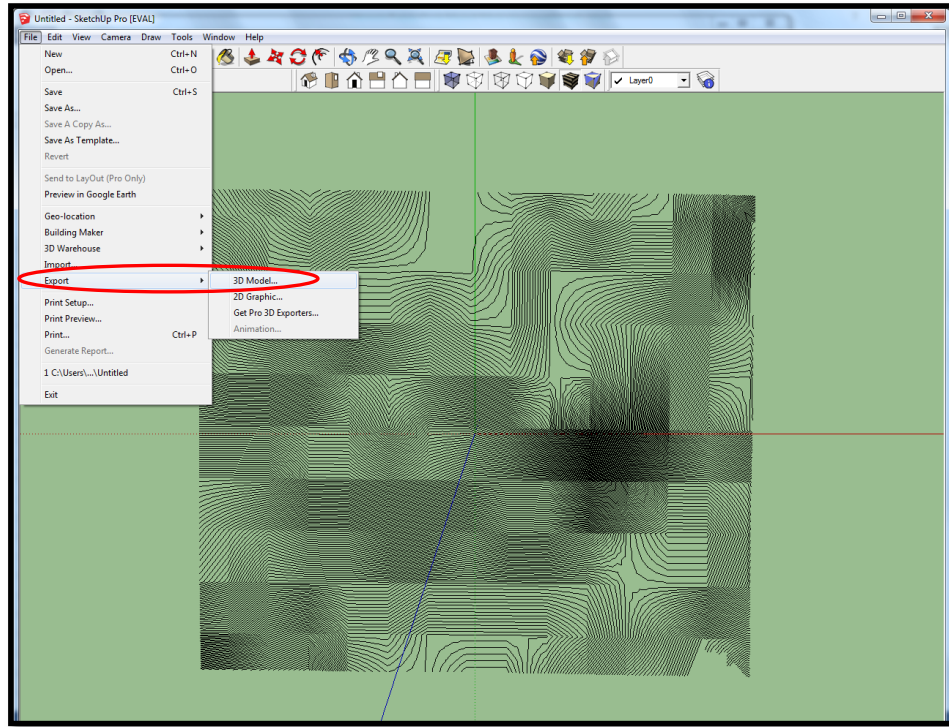 Untitled - SketchUp Pro [EVAL]
File Edit View Camera Draw Tools Window Help
New Ctrl+N
Open... Ctrl+O
Save Ctrl+S
Save As...
Save A Copy As...
Save As Template...
Revert
Send to LayOut (Pro Only)
Preview in Google Earth
Geo-location
Building Maker
3D Warehouse
Import...
Export
3D Model...
2D Graphic...
Get Pro 3D Exporters...
Animation...
Print Setup...
Print Preview...
Print... Ctrl+P
Generate Report...
1 C:\Users\...\Untitled
Exit
Layer0